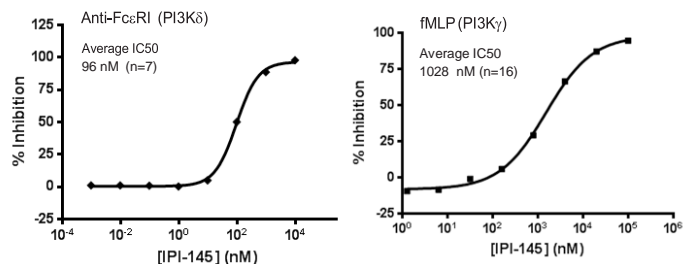 Anti-FcεRI (PI3Kδ)
Average IC50
96 nM (n=7)
% Inhibition
125
100
75
50
25
0
-25
10⁻⁴
10⁻²
10⁰
10²
10⁴
[IPI-145] (nM)
fMLP (PI3Kγ)
Average IC50
1028 nM (n=16)
% Inhibition
100
75
50
25
0
-25
10⁰
10¹
10²
10³
10⁴
10⁵
10⁶
[IPI-145] (nM)